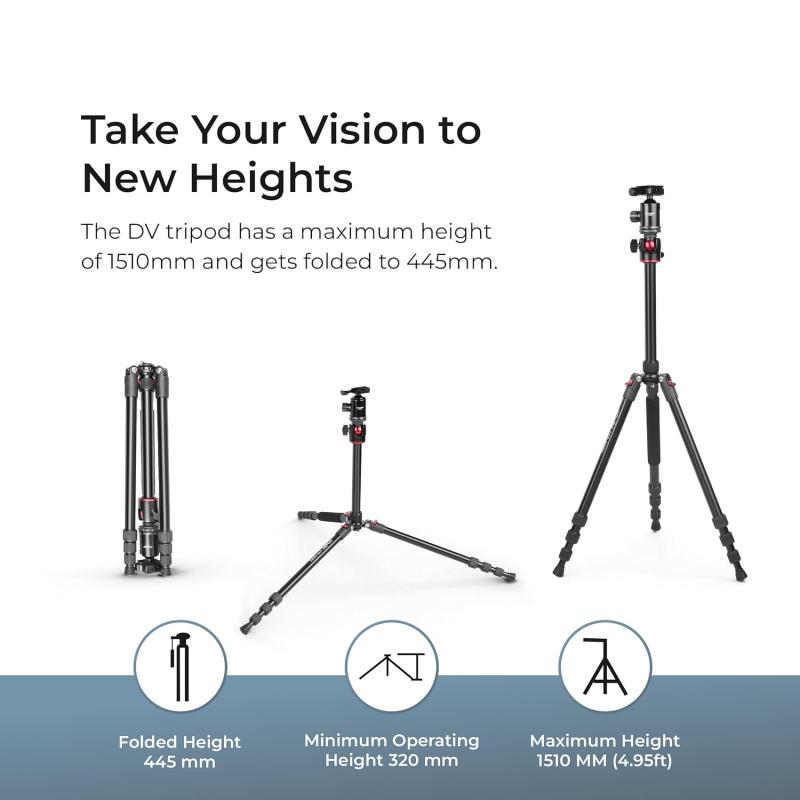 Take Your Vision to
New Heights
The DV tripod has a maximum height
of 1510mm and gets folded to 445mm.
Folded Height
445 mm
Minimum Operating
Height 320 mm
Maximum Height
1510 MM (4.95ft)